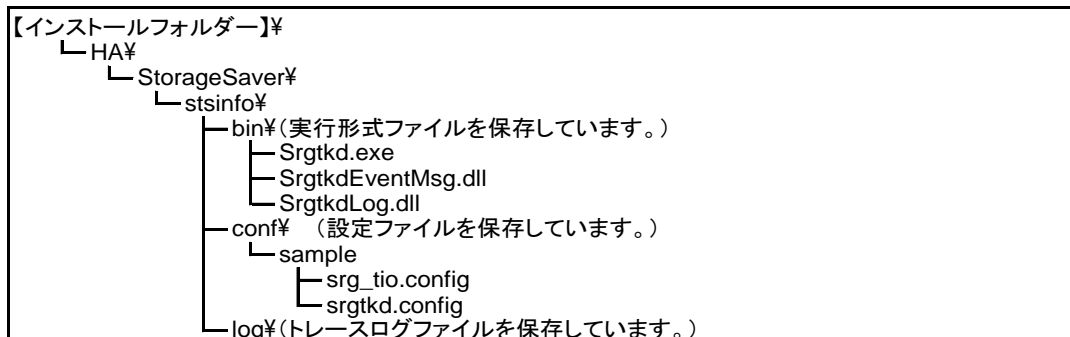 【インストールフォルダー】¥
HA¥
StorageSaver¥
stsinfo¥
bin¥(実行形式ファイルを保存しています。)
Srgtkd.exe
SrgtkdEventMsg.dll
SrgtkdLog.dll
conf¥ (設定ファイルを保存しています。)
sample
srg_tio.config
srgtkd.config
log¥(トレースログファイルを保存しています。)